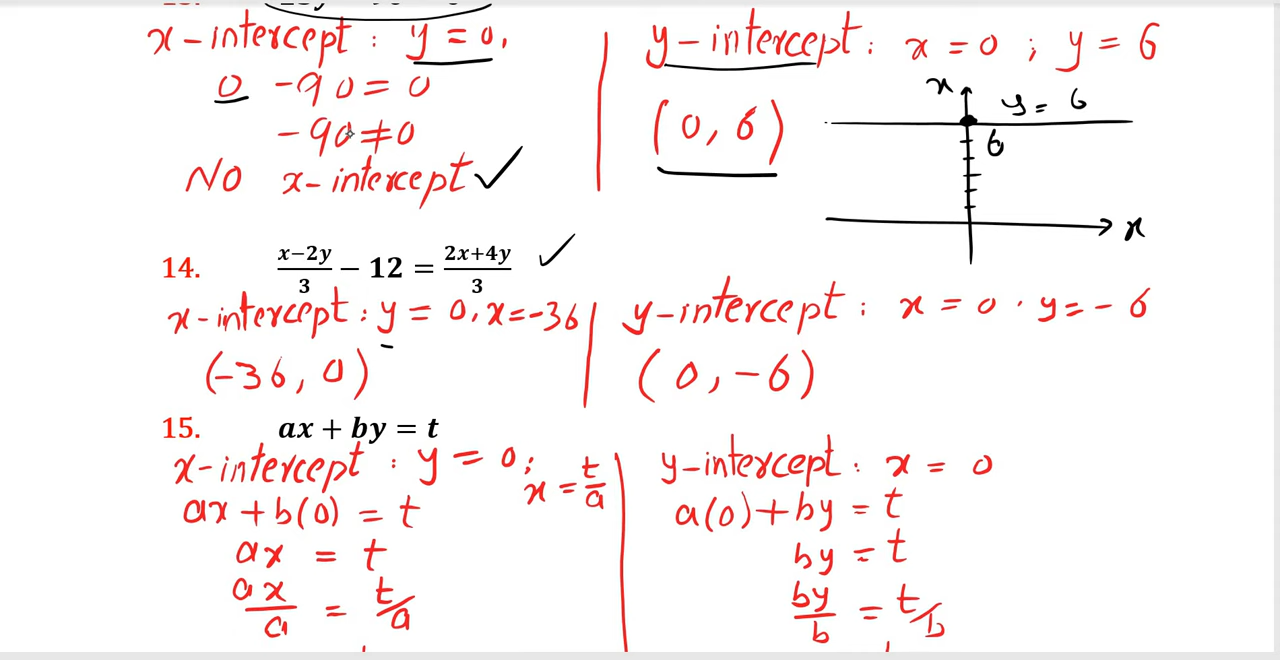 x-intercept : y = 0,
0 -90 = 0
-90 ≠ 0
NO x-intercept ✓
y-intercept : x = 0 ; y = 6
(0, 6)
x
y = 6
6
x
14. (x-2y)/3 - 12 = (2x+4y)/3 ✓
x-intercept : y = 0, x = -36
(-36, 0)
y-intercept : x = 0 . y = -6
(0, -6)
15. ax + by = t
x-intercept : y = 0;
x = t/a
ax + b(0) = t
ax = t
ax/a = t/a
y-intercept : x = 0
a(0) + by = t
by = t
by/b = t/b